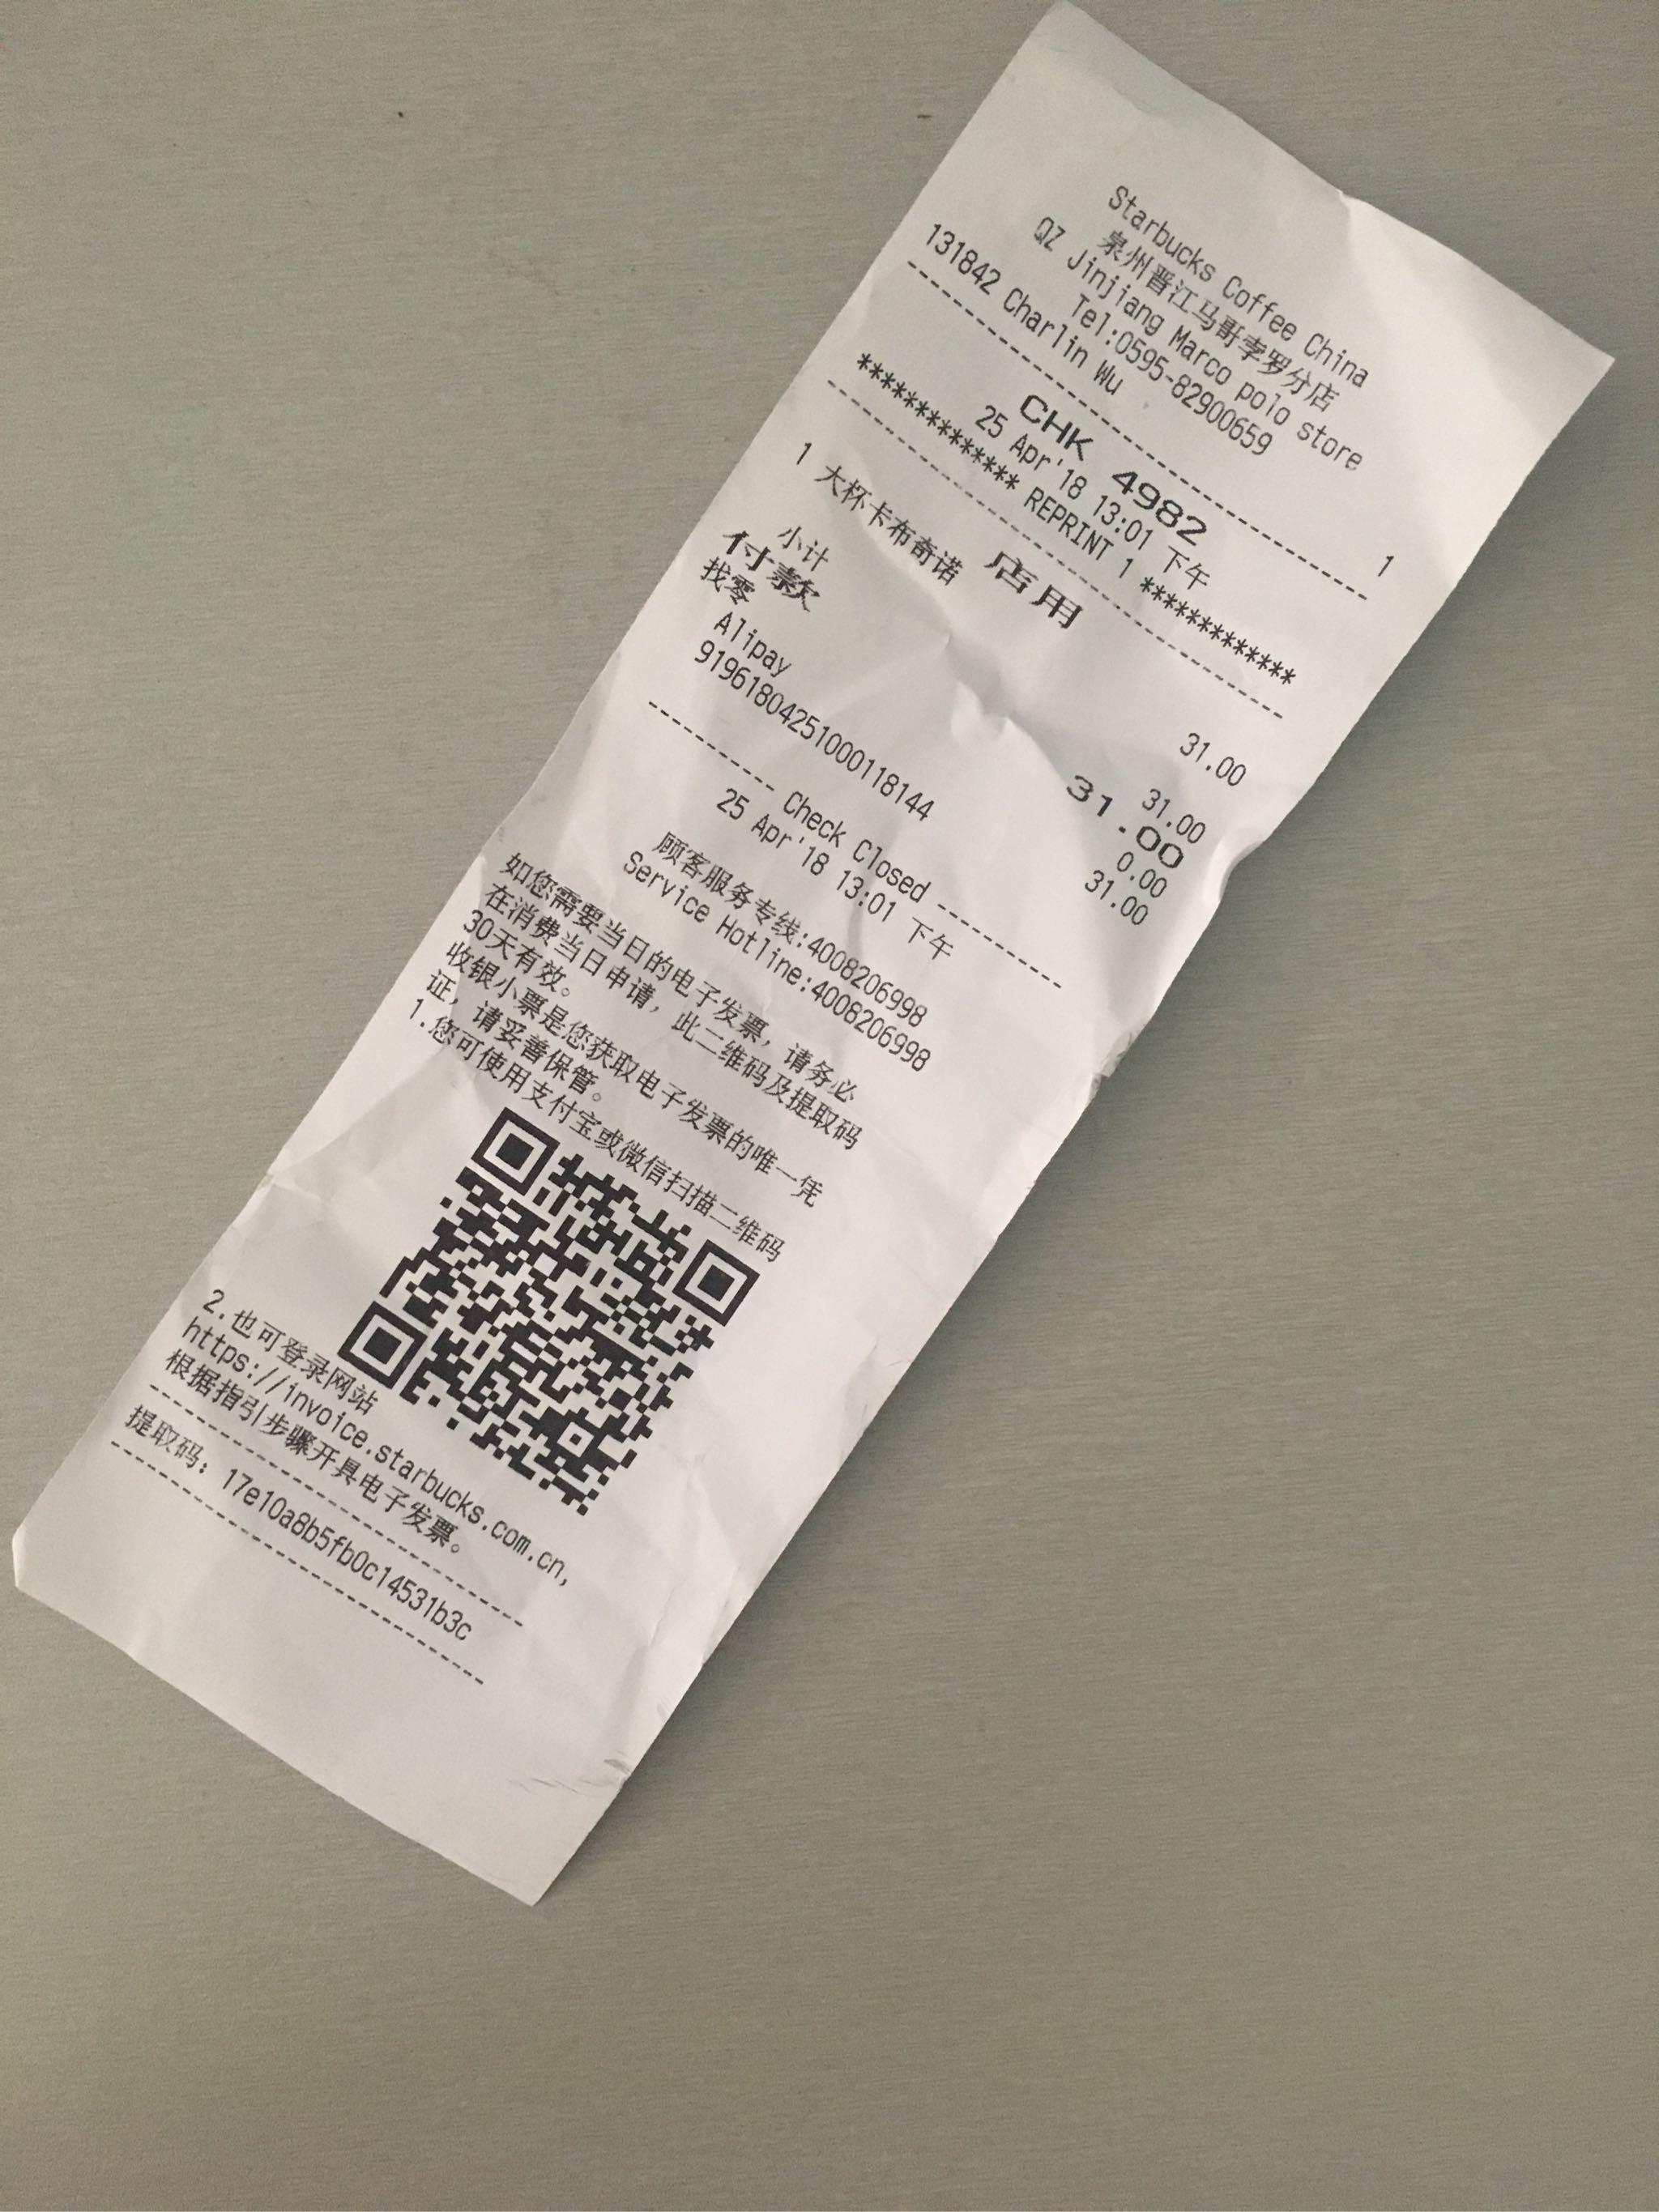 Starbucks Coffee China
泉州晋江马哥孛罗分店
QZ Jinjiang Marco polo store
Tel:0595-82900659
131842 Charlin Wu 1
--------------------------------
CHK 4982
25 Apr'18 13:01 下午
************** REPRINT 1 *************
--------------------------------
店用
1 大杯卡布奇诺 31.00
小计 31.00
付款 31.00
找零 0.00
Alipay 31.00
9196180425100011８144
-------- Check Closed --------
25 Apr'18 13:01 下午
顾客服务专线:4008206998
Service Hotline:4008206998
如您需要当日的电子发票，请务必
在消费当日申请，此二维码及提取码
30天有效。
收银小票是您获取电子发票的唯一凭
证，请妥善保管。
1.您可使用支付宝或微信扫描二维码
2.也可登录网站
https://invoice.starbucks.com.cn,
根据指引步骤开具电子发票。
--------------------------------
提取码: 17e10a8b5fb0c14531b3c
--------------------------------